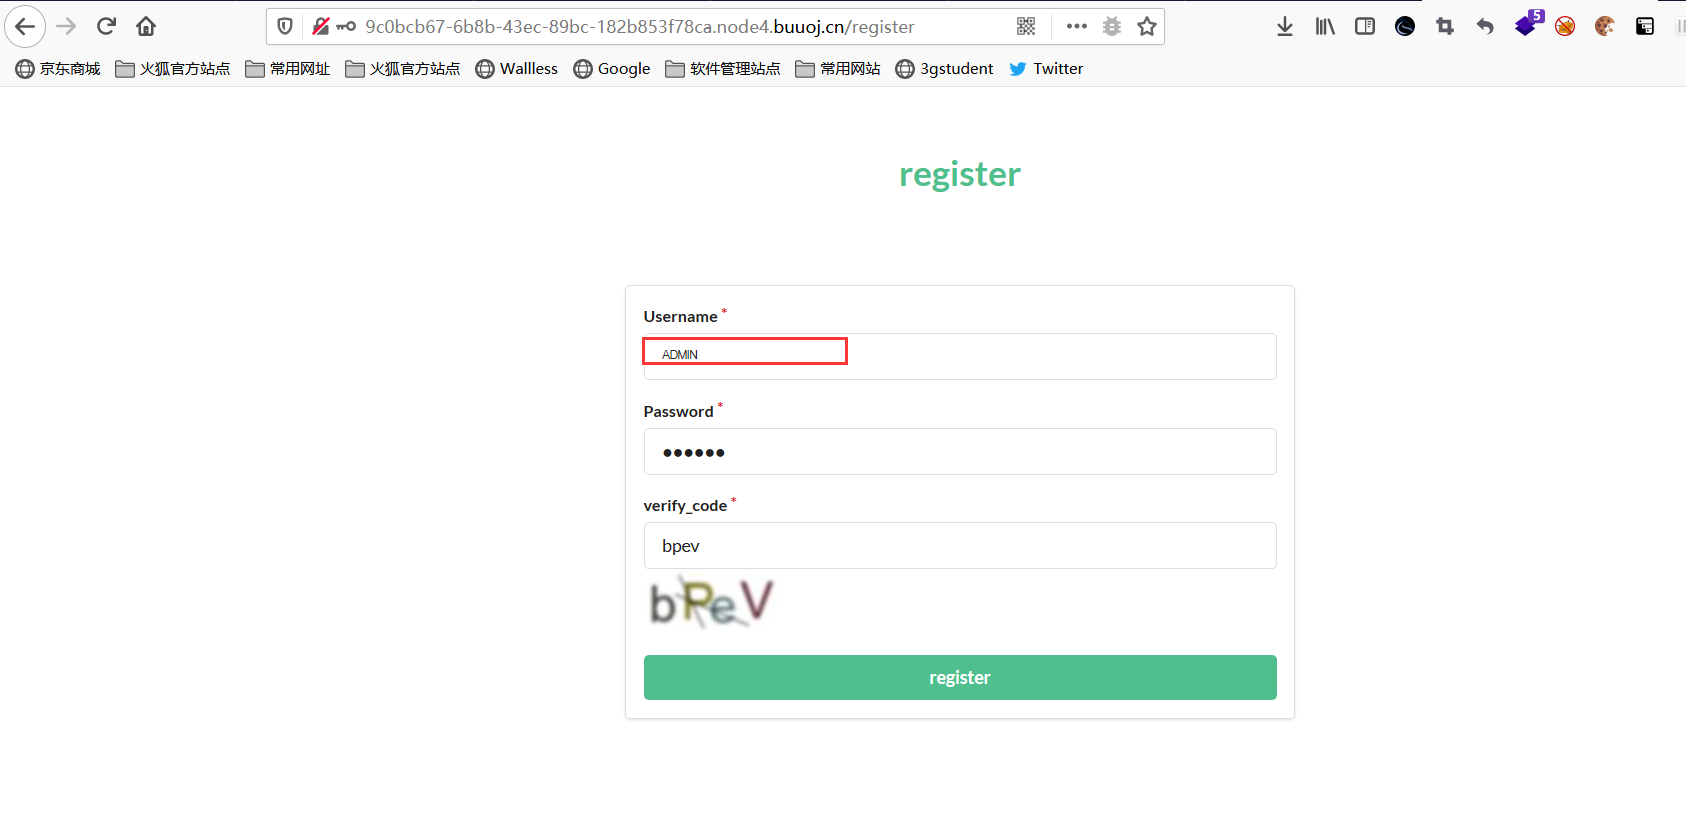 9c0bcb67-6b8b-43ec-89bc-182b853f78ca.node4.buuoj.cn/register
5
京东商城 火狐官方站点 常用网址 火狐官方站点 Wallless Google 软件管理站点 常用网站 3gstudent Twitter
register
Username *
ᴀᴅᴍɪɴ
Password *
••••••
verify_code *
bpev
bPeV
register